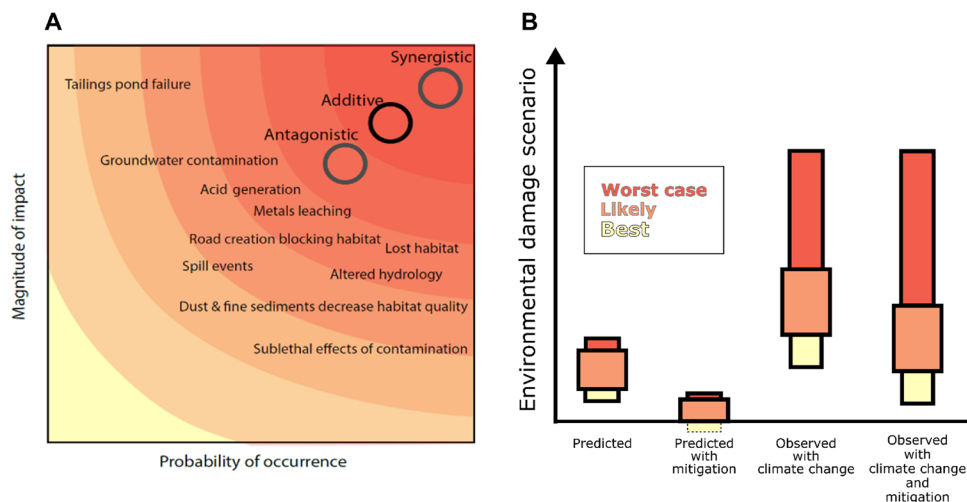 A
Magnitude of impact
Synergistic
Tailings pond failure
Additive
Antagonistic
Groundwater contamination
Acid generation
Metals leaching
Road creation blocking habitat
Lost habitat
Spill events
Altered hydrology
Dust & fine sediments decrease habitat quality
Sublethal effects of contamination
Probability of occurrence
B
Environmental damage scenario
Worst case
Likely
Best
Predicted
Predicted
with
mitigation
Observed
with
climate change
Observed
with
climate change
and
mitigation